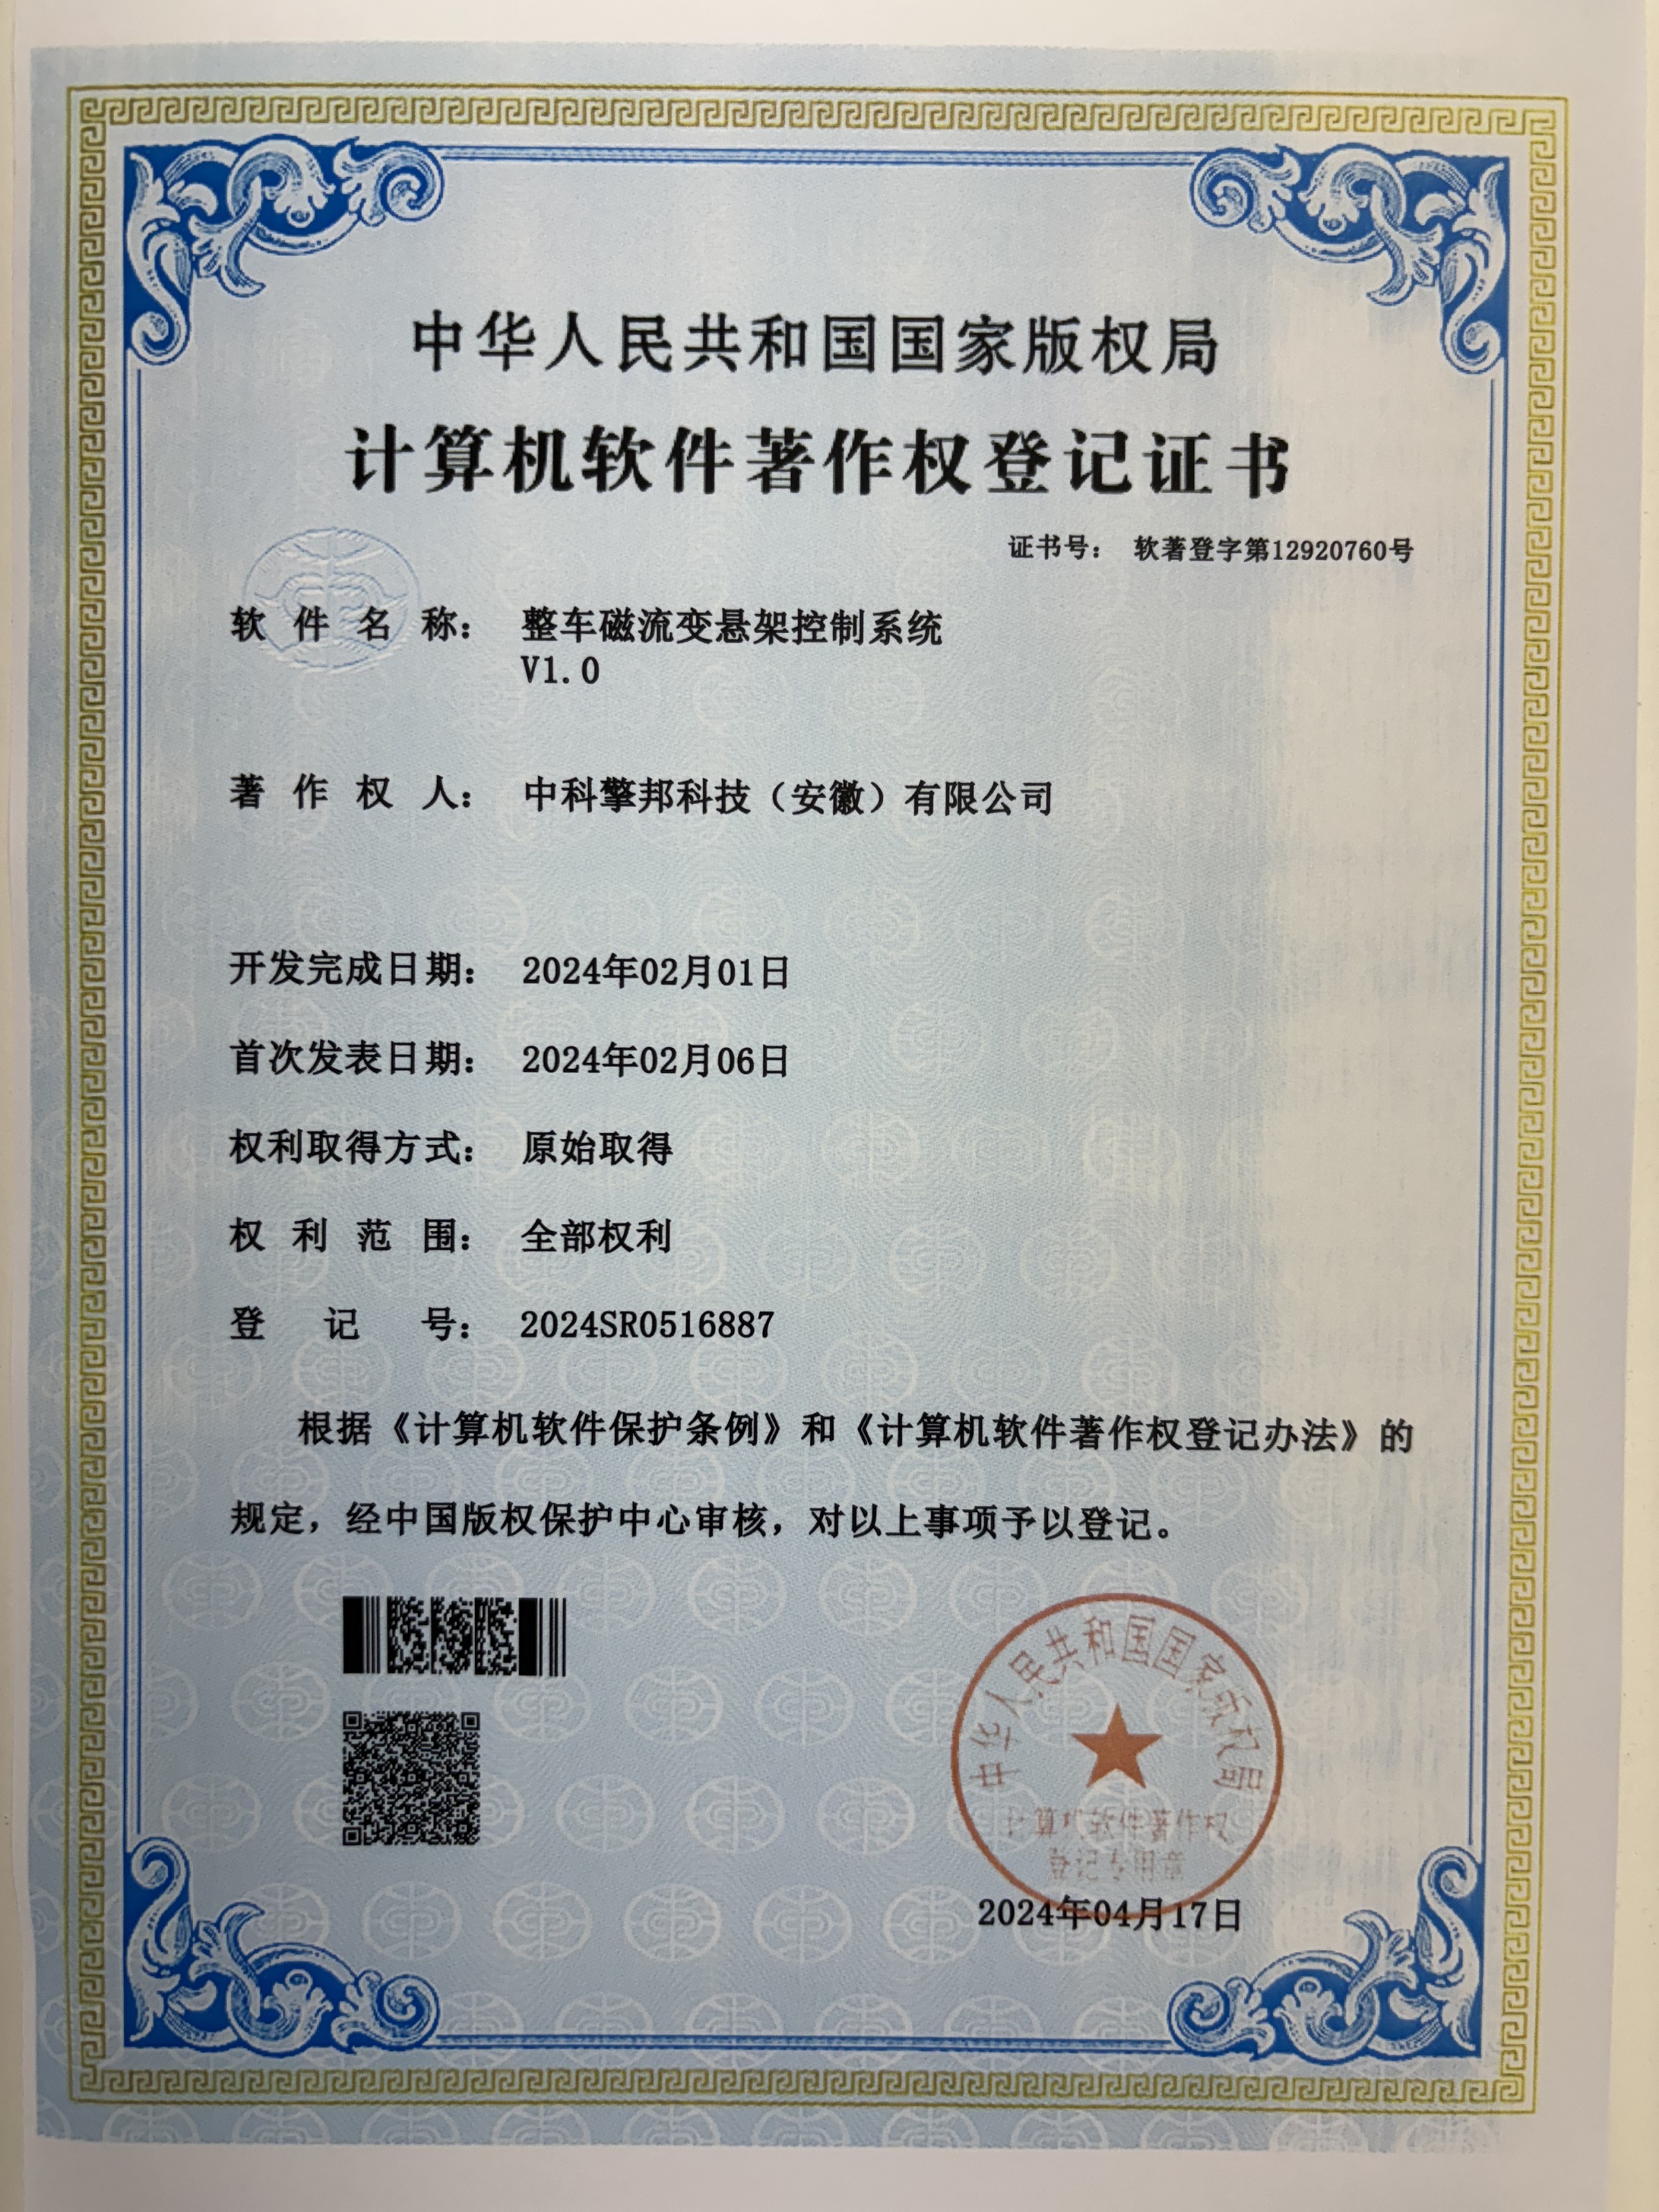 中华人民共和国国家版权局
计算机软件著作权登记证书
证书号： 软著登字第12920760号
软件名称： 整车磁流变悬架控制系统
V1.0
著作权人： 中科擎邦科技（安徽）有限公司
开发完成日期： 2024年02月01日
首次发表日期： 2024年02月06日
权利取得方式： 原始取得
权利范围： 全部权利
登记号： 2024SR0516887
根据《计算机软件保护条例》和《计算机软件著作权登记办法》的
规定，经中国版权保护中心审核，对以上事项予以登记。
中华人民共和国国家版权局
计算机软件著作权
登记专用章
2024年04月17日